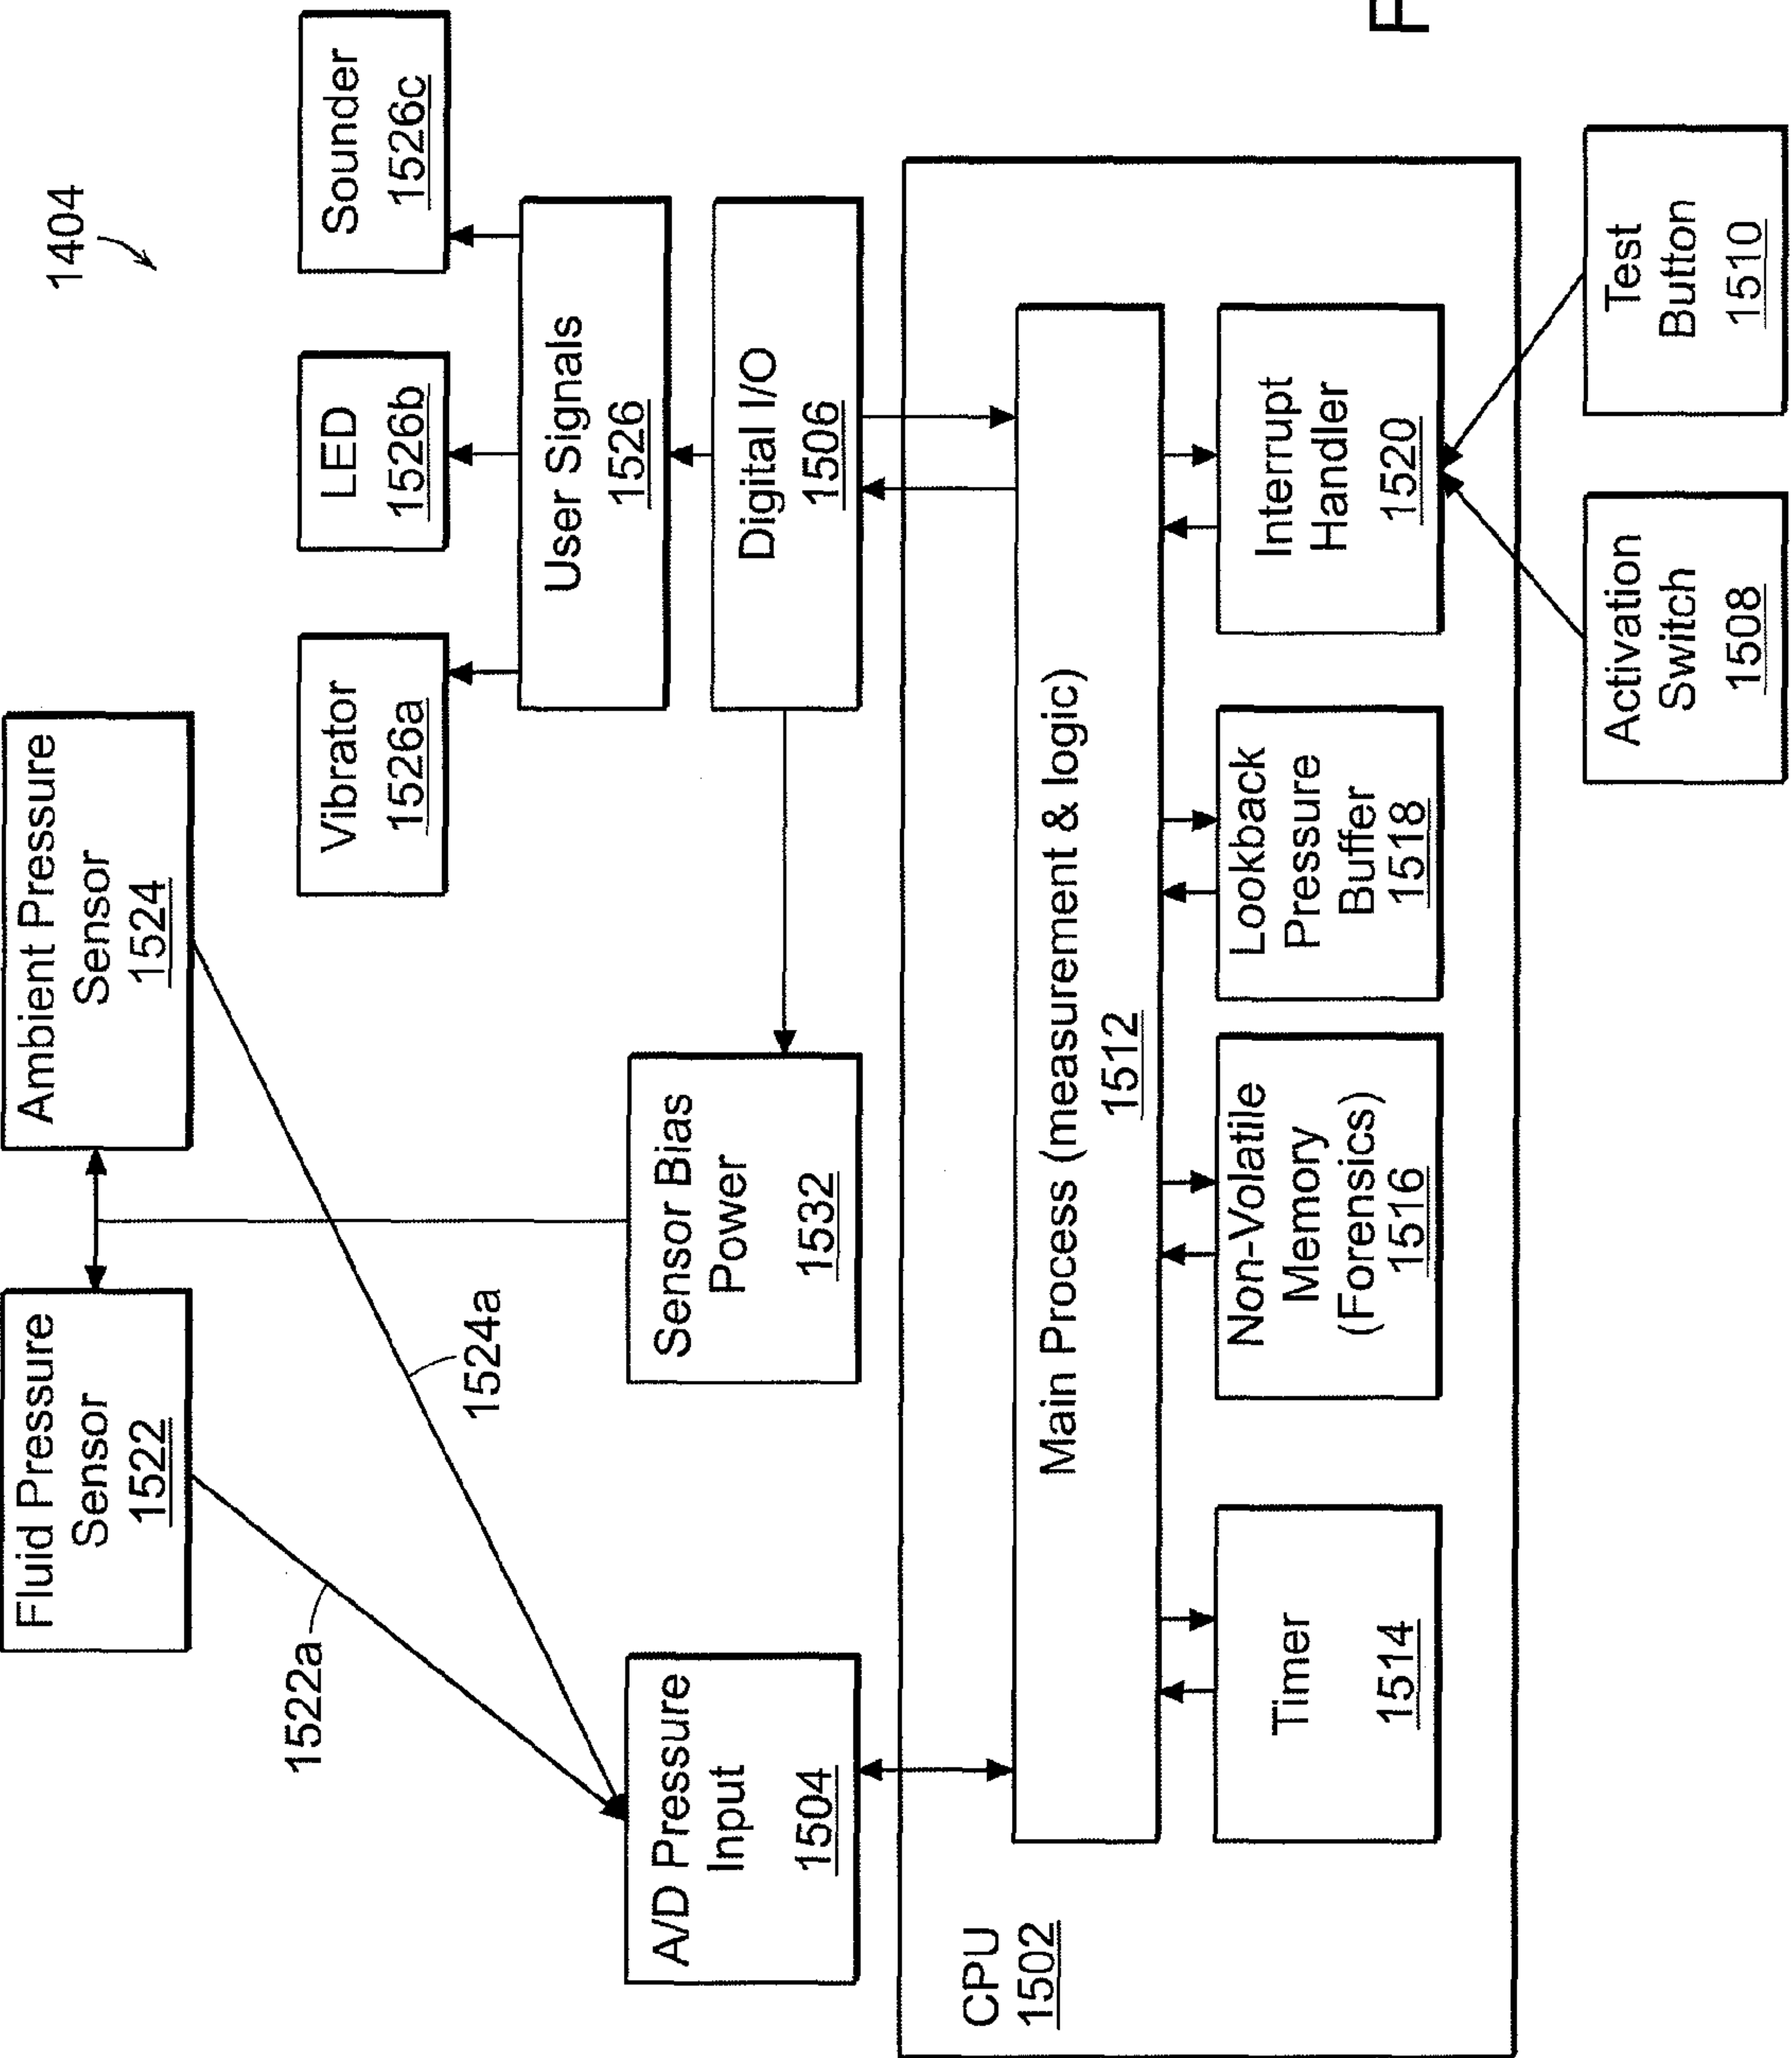 1404
Fluid Pressure
Sensor
1522
Ambient Pressure
Sensor
1524
1522a
1524a
Vibrator
1526a
LED
1526b
Sounder
1526c
User Signals
1526
A/D Pressure
Input
1504
Sensor Bias
Power
1532
Digital I/O
1506
CPU
1502
Main Process (measurement & logic)
1512
Timer
1514
Non-Volatile
Memory
(Forensics)
1516
Lookback
Pressure
Buffer
1518
Interrupt
Handler
1520
Activation
Switch
1508
Test
Button
1510